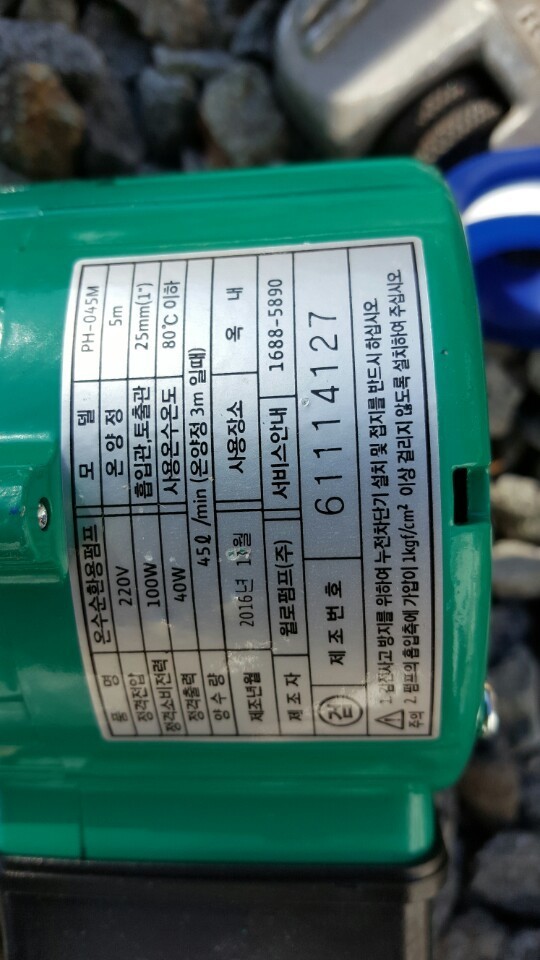 품 명 온수순환용펌프 모 델 PH-045M
정격전압 220V 온 양 정 5m
정격소비전력 100W 흡입관,토출관 25mm(1")
정격출력 40W 사용온수온도 80℃ 이하
양 수 량 45ℓ/min (온양정 3m 일때)
제조년월 2016년 11월 사용장소 옥 내
제 조 자 윌로펌프(주) 서비스안내 1688-5890
검 제 조 번 호 61114127
1. 감전사고 방지를 위하여 누전차단기 설치 및 접지를 반드시 하십시오
주의 2. 펌프의 흡입측에 가압이 1kgf/cm² 이상 걸리지 않도록 설치하여 주십시오